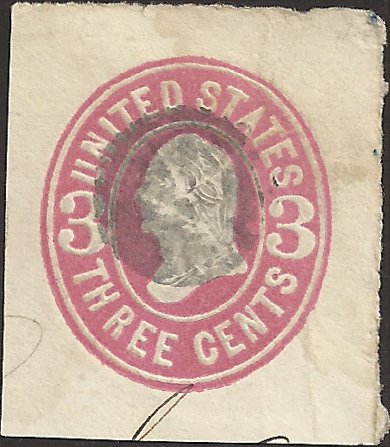 UNITED STATES
3 3
THREE CENTS